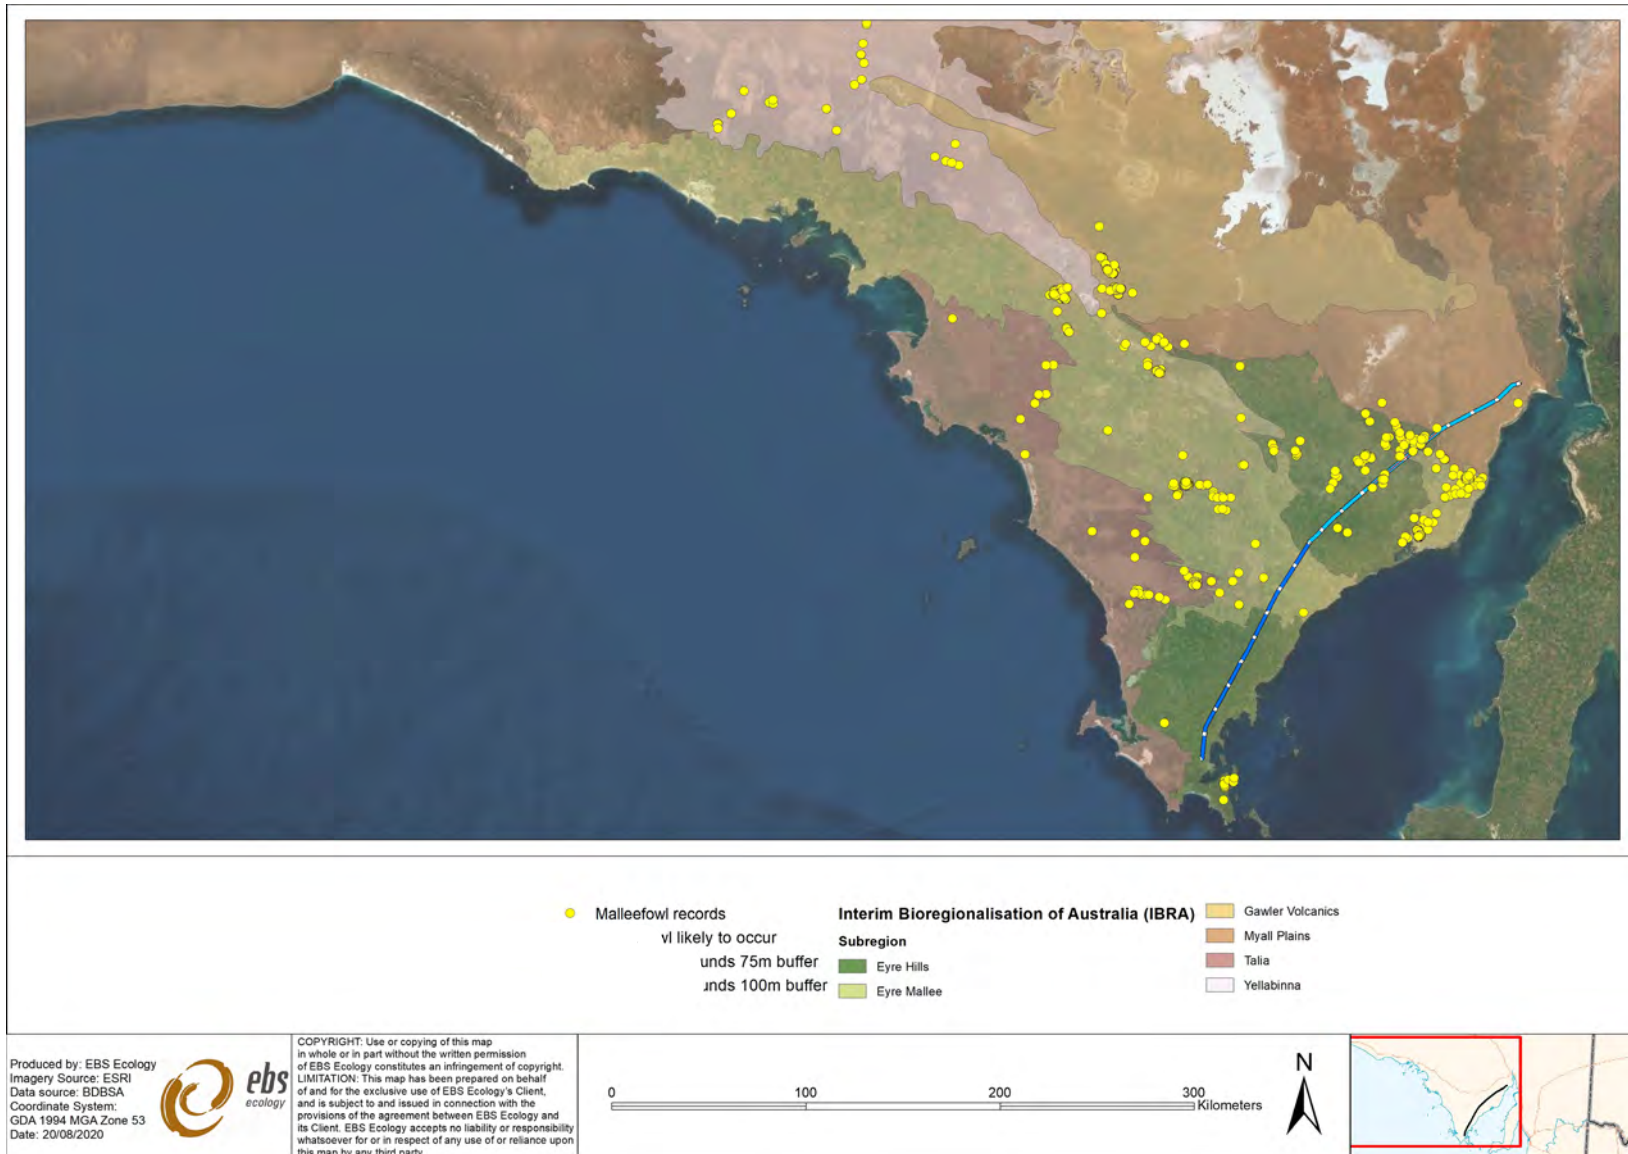 Malleefowl records
vl likely to occur
unds 75m buffer
unds 100m buffer
Interim Bioregionalisation of Australia (IBRA)
Subregion
Eyre Hills
Eyre Mallee
Gawler Volcanics
Myall Plains
Talia
Yellabinna
Produced by: EBS Ecology
Imagery Source: ESRI
Data source: BDBSA
Coordinate System:
GDA 1994 MGA Zone 53
Date: 20/08/2020
ebs
ecology
COPYRIGHT: Use or copying of this map
in whole or in part without the written permission
of EBS Ecology constitutes an infringement of copyright.
LIMITATION: This map has been prepared on behalf
of and for the exclusive use of EBS Ecology's Client,
and is subject to and issued in connection with the
provisions of the agreement between EBS Ecology and
its Client. EBS Ecology accepts no liability or responsibility
whatsoever for or in respect of any use of or reliance upon
this map by any third party
0 100 200 300
Kilometers
N